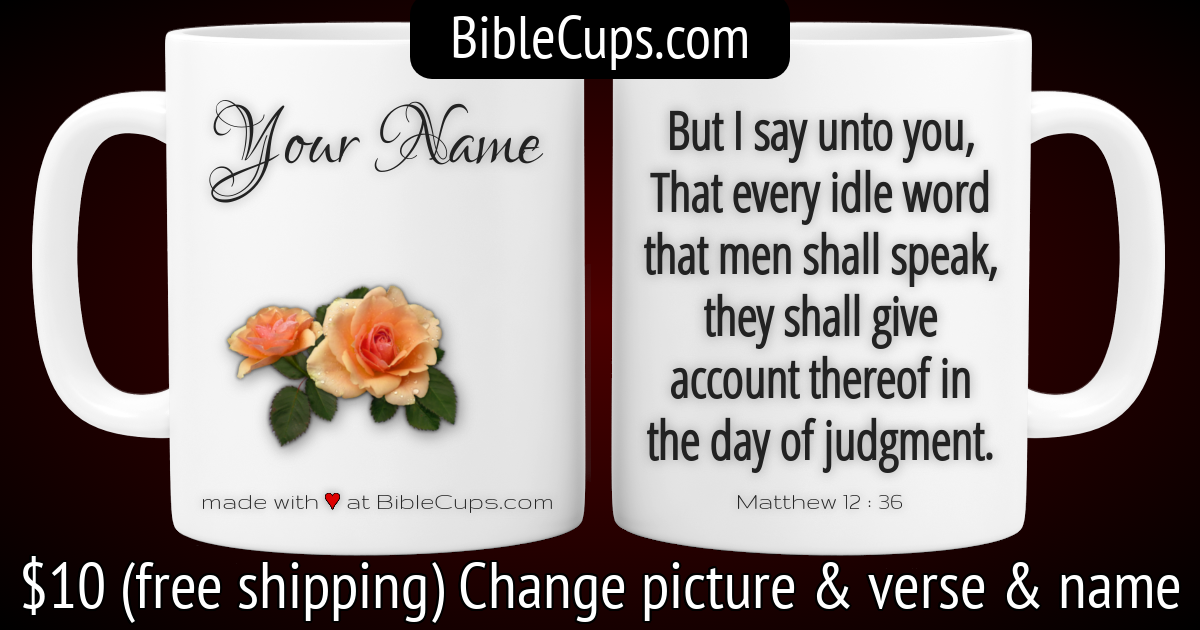 BibleCups.com
Your Name
made with ♥ at BibleCups.com
But I say unto you,
That every idle word
that men shall speak,
they shall give
account thereof in
the day of judgment.
Matthew 12 : 36
$10 (free shipping) Change picture & verse & name